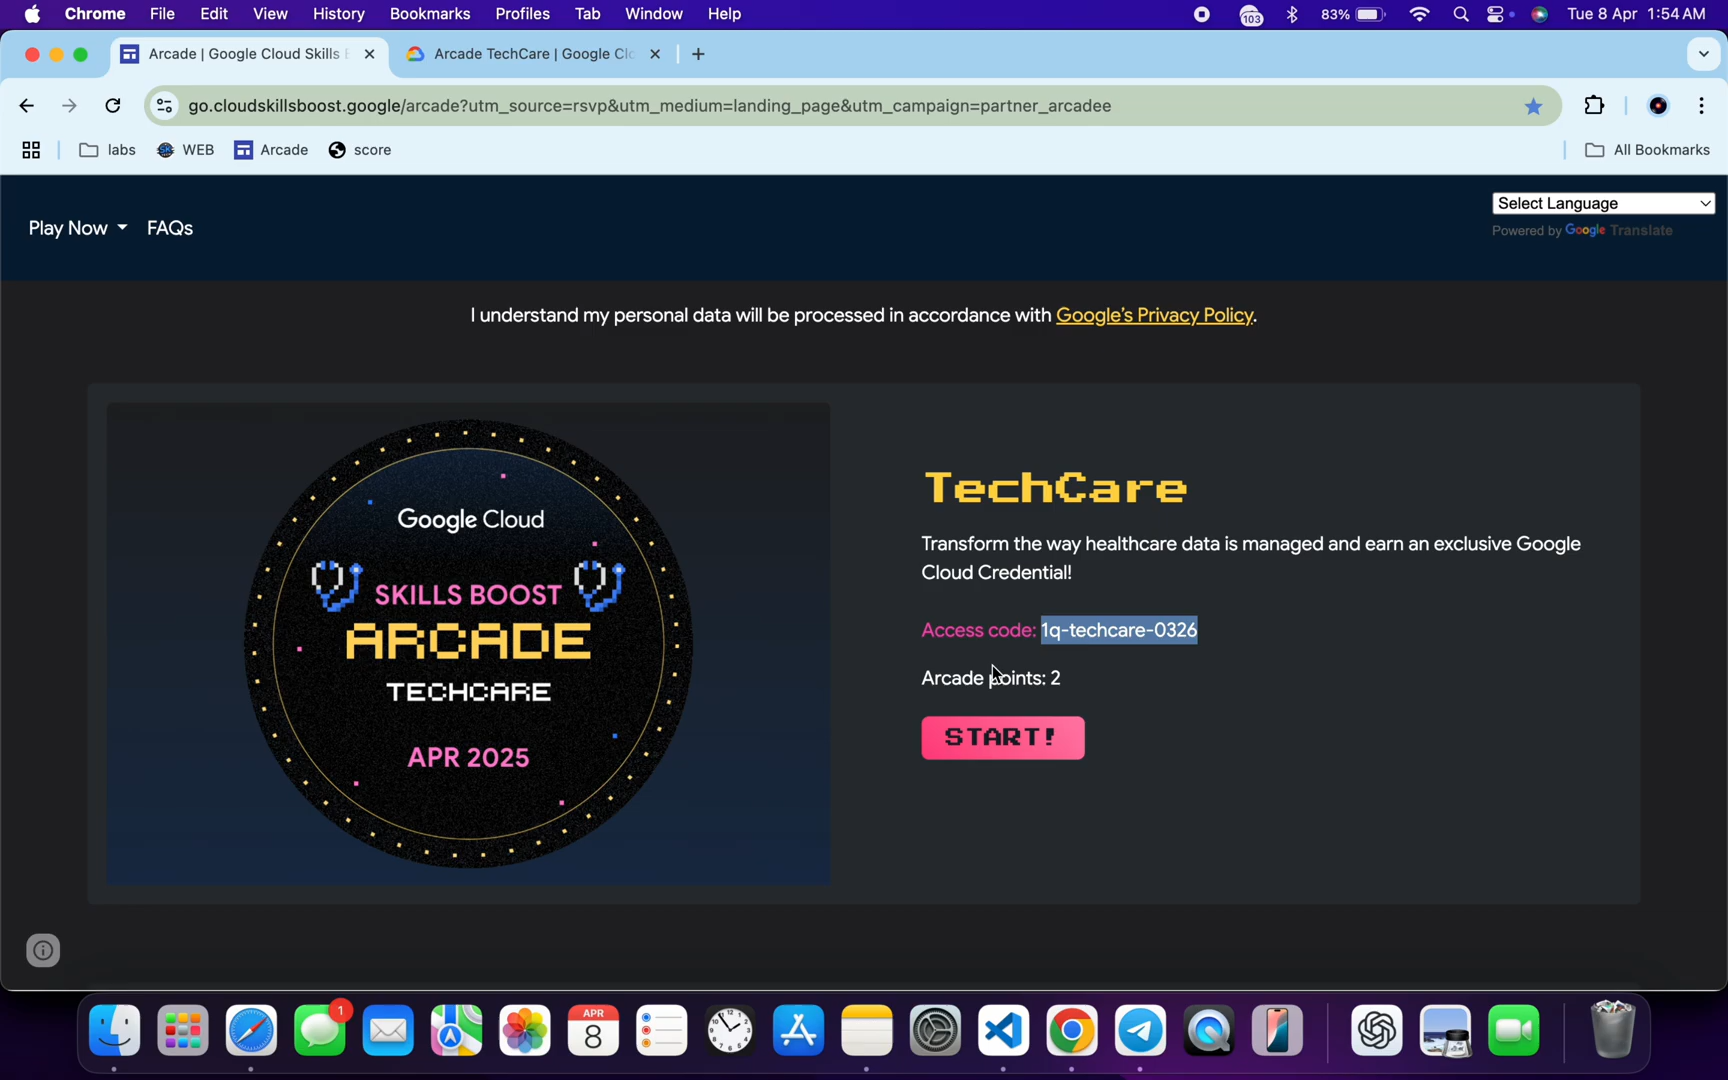 Chrome File Edit View History Bookmarks Profiles Tab Window Help 103 83% Tue 8 Apr 1:54 AM
Arcade | Google Cloud Skills Arcade TechCare | Google
go.cloudskillsboost.google/arcade?utm_source=rsvp&utm_medium=landing_page&utm_campaign=partner_arcadee
labs WEB Arcade score All Bookmarks
Play Now FAQs
Select Language
Powered by Google Translate
I understand my personal data will be processed in accordance with Google's Privacy Policy.
Google Cloud
SKILLS BOOST
ARCADE
TECHCARE
APR 2025
TechCare
Transform the way healthcare data is managed and earn an exclusive Google
Cloud Credential!
Access code: 1q-techcare-0326
Arcade points: 2
START!
1
APR
8